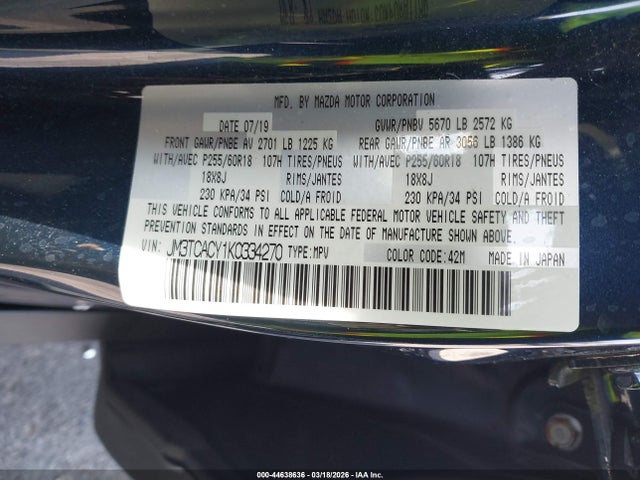 MFD. BY MAZDA MOTOR CORPORATION
DATE 07/19 GVWR/PNBV 5670 LB 2572 KG
FRONT GAWR/PNBE AV 2701 LB 1225 KG REAR GAWR/PNBE AR 3056 LB 1386 KG
WITH/AVEC P255/60R18 107H TIRES/PNEUS WITH/AVEC P255/60R18 107H TIRES/PNEUS
18X8J RIMS/JANTES 18X8J RIMS/JANTES
230 KPA/34 PSI COLD/A FROID 230 KPA/34 PSI COLD/A FROID
THIS VEHICLE CONFORMS TO ALL APPLICABLE FEDERAL MOTOR VEHICLE SAFETY AND THEFT
PREVENTION STANDARDS IN EFFECT ON THE DATE OF MANUFACTURE SHOWN ABOVE.
VIN: JM3TCACY1K0334270 TYPE: MPV COLOR CODE: 42M MADE IN JAPAN
000-44638636 - 03/18/2026 - IAA Inc.